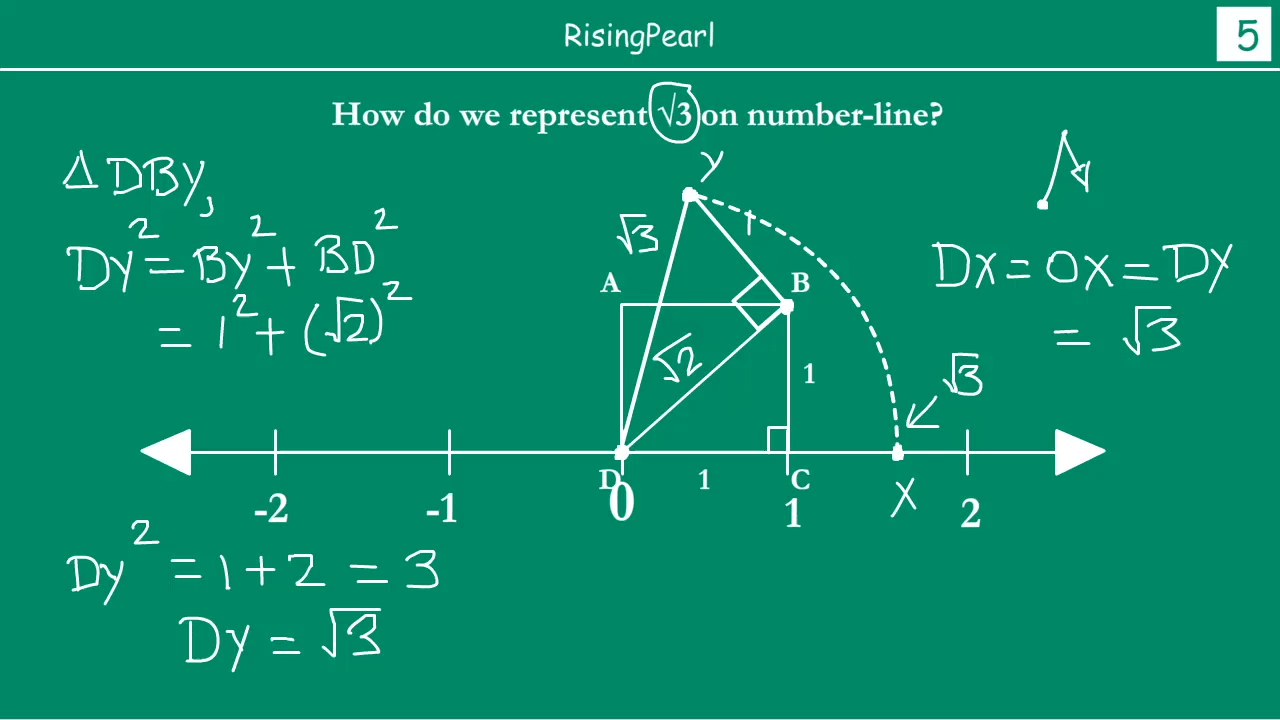 RisingPearl
5
How do we represent √3 on number-line?
Δ DBY,
DY² = BY² + BD²
= 1² + (√2)²
Y
√3
1
A
B
√2
1
DX = OX = DY
= √3
√3
D
1
C
X
-2
-1
0
1
2
DY² = 1 + 2 = 3
DY = √3